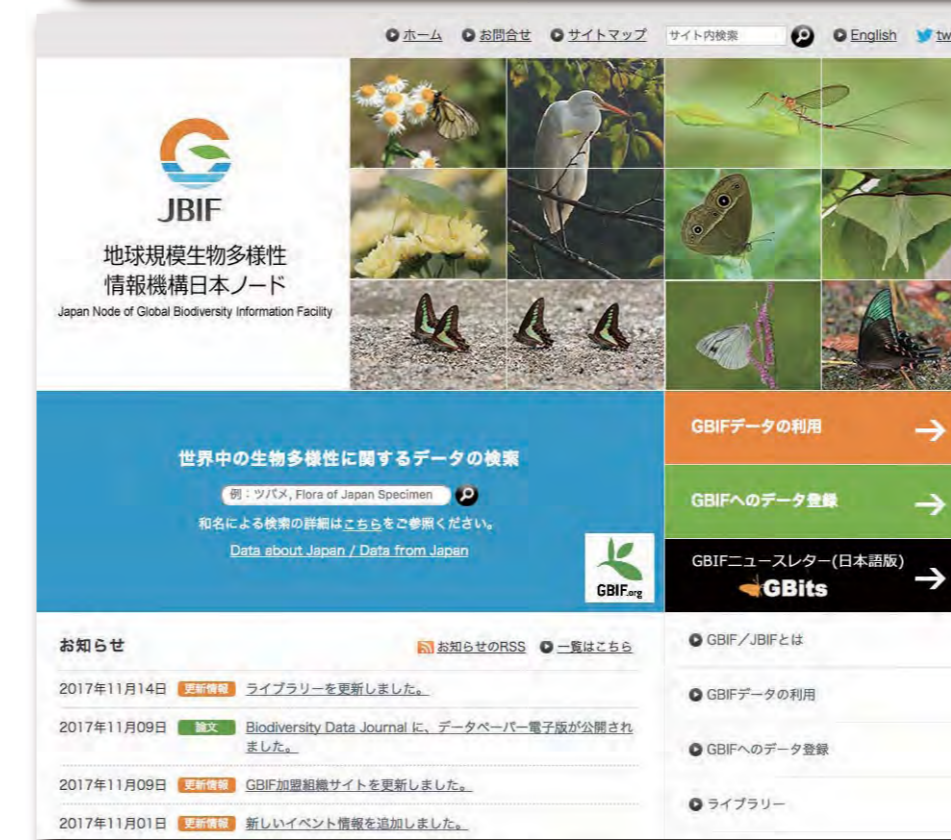 ホーム お問合せ サイトマップ サイト内検索 English tw
JBIF
地球規模生物多様性
情報機構日本ノード
Japan Node of Global Biodiversity Information Facility
世界中の生物多様性に関するデータの検索
例：ツバメ, Flora of Japan Specimen
和名による検索の詳細はこちらをご参照ください。
Data about Japan / Data from Japan
GBIF.org
GBIFデータの利用
GBIFへのデータ登録
GBIFニュースレター(日本語版)
GBits
お知らせ お知らせのRSS 一覧はこちら
2017年11月14日 更新情報 ライブラリーを更新しました。
2017年11月09日 論文 Biodiversity Data Journal に、データペーパー電子版が公開され
ました。
2017年11月09日 更新情報 GBIF加盟組織サイトを更新しました。
2017年11月01日 更新情報 新しいイベント情報を追加しました。
GBIF／JBIFとは
GBIFデータの利用
GBIFへのデータ登録
ライブラリー